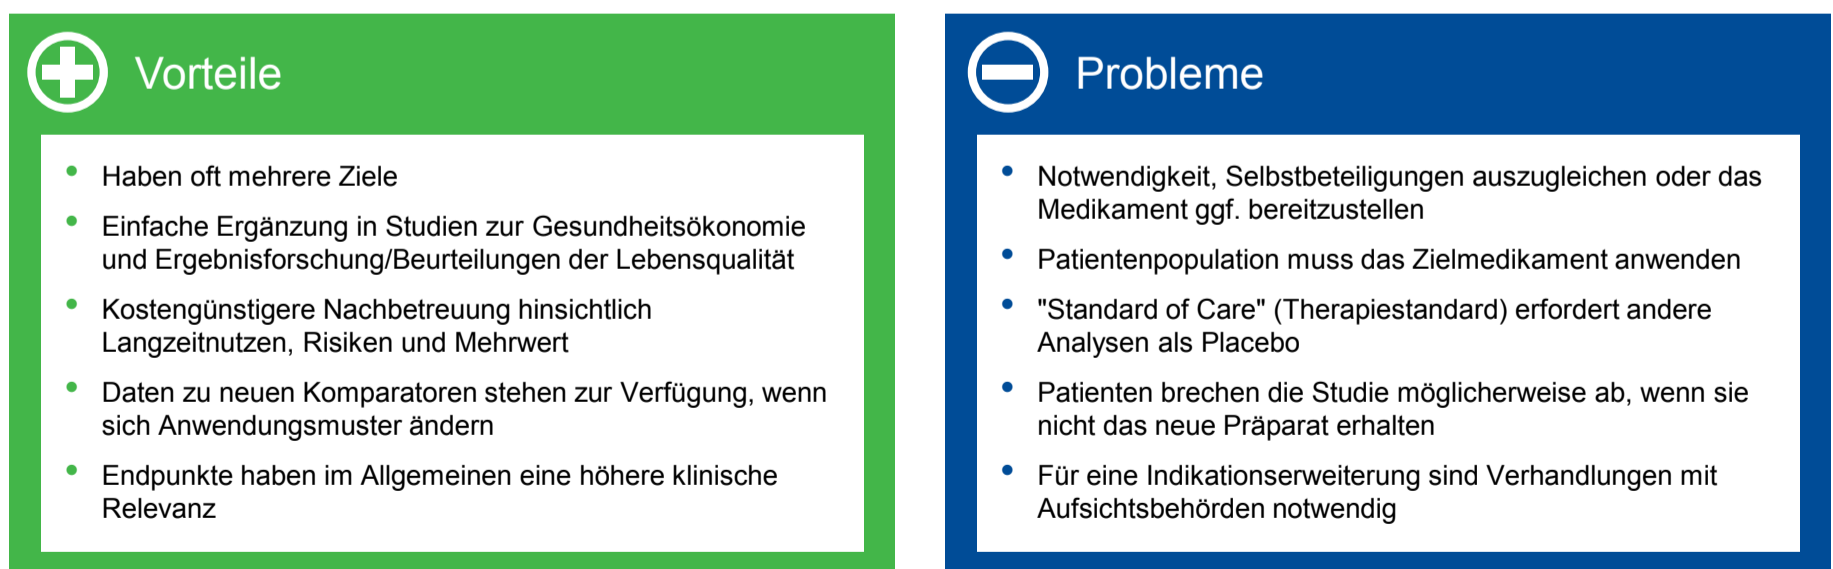 Vorteile
• Haben oft mehrere Ziele
• Einfache Ergänzung in Studien zur Gesundheitsökonomie
und Ergebnisforschung/Beurteilungen der Lebensqualität
• Kostengünstigere Nachbetreuung hinsichtlich
Langzeitnutzen, Risiken und Mehrwert
• Daten zu neuen Komparatoren stehen zur Verfügung, wenn
sich Anwendungsmuster ändern
• Endpunkte haben im Allgemeinen eine höhere klinische
Relevanz
Probleme
• Notwendigkeit, Selbstbeteiligungen auszugleichen oder das
Medikament ggf. bereitzustellen
• Patientenpopulation muss das Zielmedikament anwenden
• "Standard of Care" (Therapiestandard) erfordert andere
Analysen als Placebo
• Patienten brechen die Studie möglicherweise ab, wenn sie
nicht das neue Präparat erhalten
• Für eine Indikationserweiterung sind Verhandlungen mit
Aufsichtsbehörden notwendig